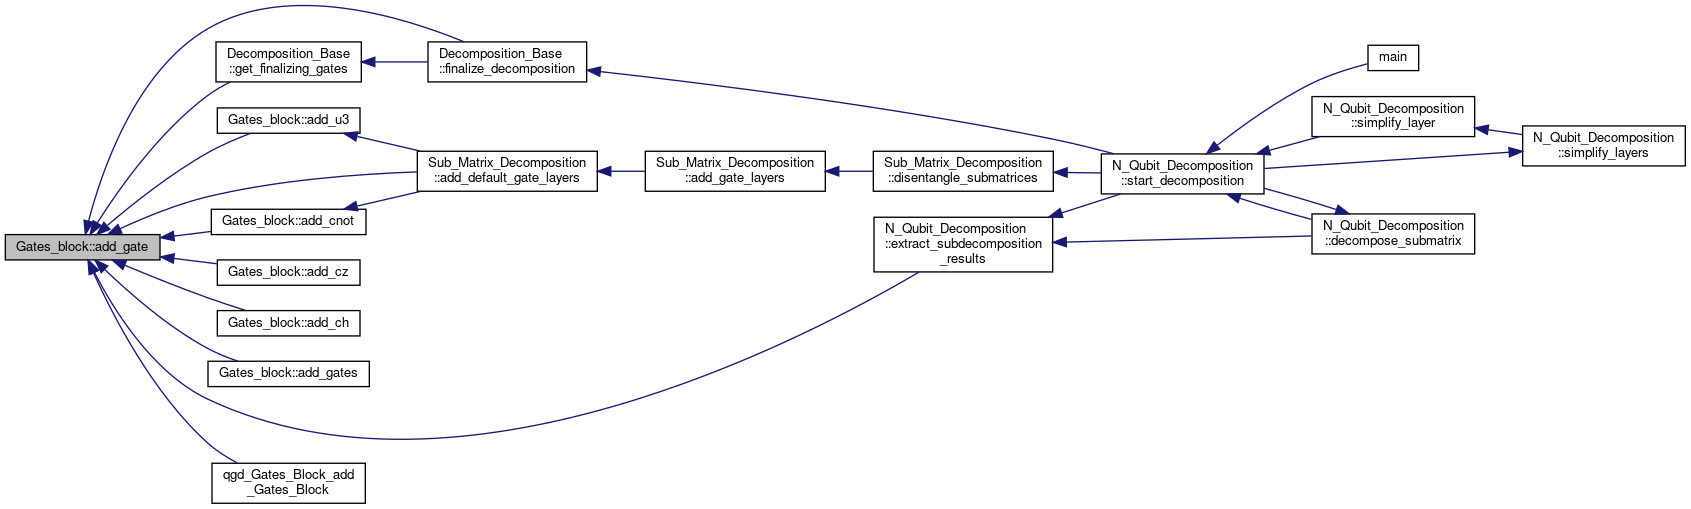 Gates_block::add_gate
Decomposition_Base
::get_finalizing_gates
Gates_block::add_u3
Gates_block::add_cnot
Gates_block::add_cz
Gates_block::add_ch
Gates_block::add_gates
qgd_Gates_Block_add
_Gates_Block
Decomposition_Base
::finalize_decomposition
Sub_Matrix_Decomposition
::add_default_gate_layers
Sub_Matrix_Decomposition
::add_gate_layers
Sub_Matrix_Decomposition
::disentangle_submatrices
N_Qubit_Decomposition
::extract_subdecomposition
_results
N_Qubit_Decomposition
::start_decomposition
main
N_Qubit_Decomposition
::simplify_layer
N_Qubit_Decomposition
::decompose_submatrix
N_Qubit_Decomposition
::simplify_layers